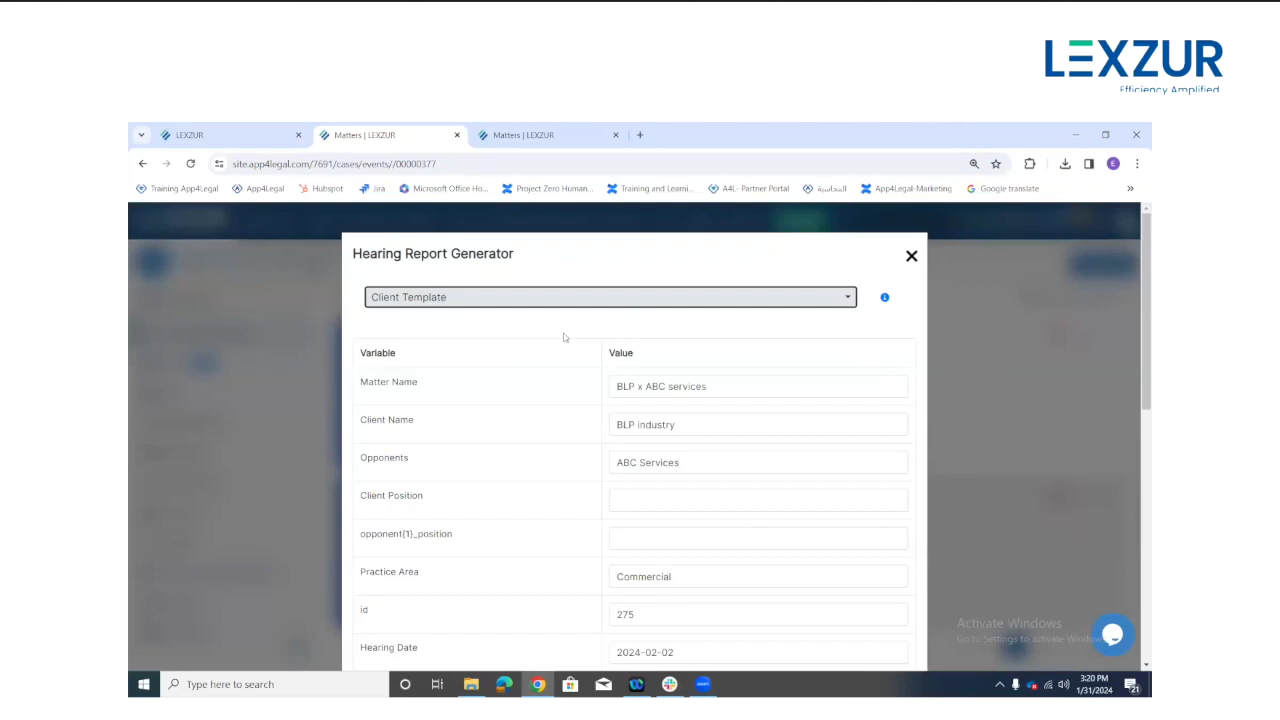 LEXZUR
Efficiency Amplified
LEXZUR
Matters | LEXZUR
Matters | LEXZUR
site.app4legal.com/7691/cases/events//00000377
E
Training App4Legal
App4Legal
Hubspot
Jira
Microsoft Office Ho...
Project Zero Human...
Training and Learni...
A4L- Partner Portal
المحاسبة
App4Legal-Marketing
Google translate
»
Hearing Report Generator
Client Template
Variable Value
Matter Name BLP x ABC services
Client Name BLP industry
Opponents ABC Services
Client Position
opponent{1}_position
Practice Area Commercial
id 275
Hearing Date 2024-02-02
Activate Windows
Go to Settings to activate Windows
Type here to search
3:20 PM
1/31/2024
21